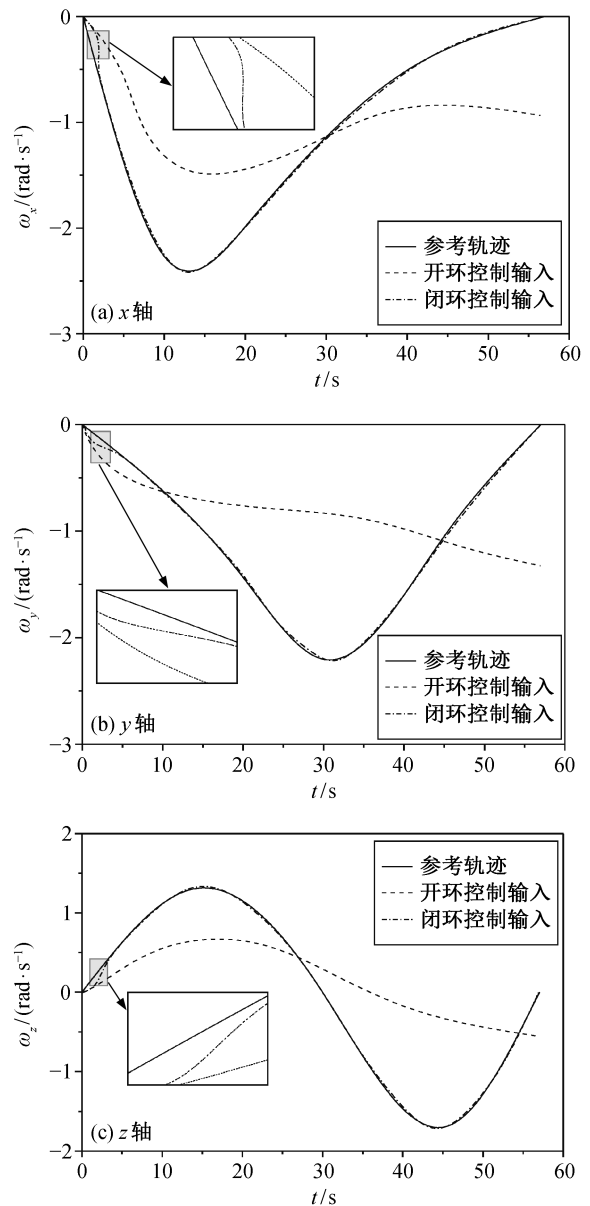 0
−1
−2
−3
ω_x/(rad·s⁻¹)
参考轨迹
开环控制输入
闭环控制输入
(a) x轴
0 10 20 30 40 50 60
t/s
0
−1
−2
−3
ω_y/(rad·s⁻¹)
参考轨迹
开环控制输入
闭环控制输入
(b) y轴
0 10 20 30 40 50 60
t/s
2
1
0
−1
−2
ω_z/(rad·s⁻¹)
参考轨迹
开环控制输入
闭环控制输入
(c) z轴
0 10 20 30 40 50 60
t/s